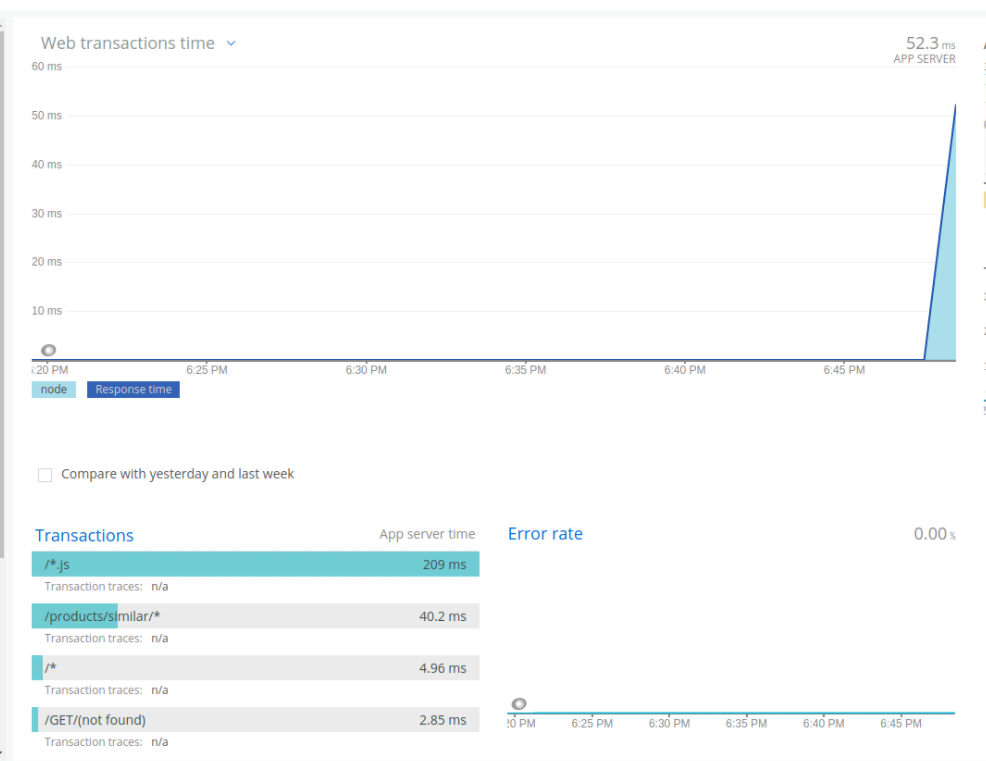 Web transactions time
52.3 ms
APP SERVER
60 ms
50 ms
40 ms
30 ms
20 ms
10 ms
:20 PM 6:25 PM 6:30 PM 6:35 PM 6:40 PM 6:45 PM
node Response time
Compare with yesterday and last week
Transactions App server time
/*.js 209 ms
Transaction traces: n/a
/products/similar/* 40.2 ms
Transaction traces: n/a
/* 4.96 ms
Transaction traces: n/a
/GET/(not found) 2.85 ms
Transaction traces: n/a
Error rate 0.00 %
:20 PM 6:25 PM 6:30 PM 6:35 PM 6:40 PM 6:45 PM